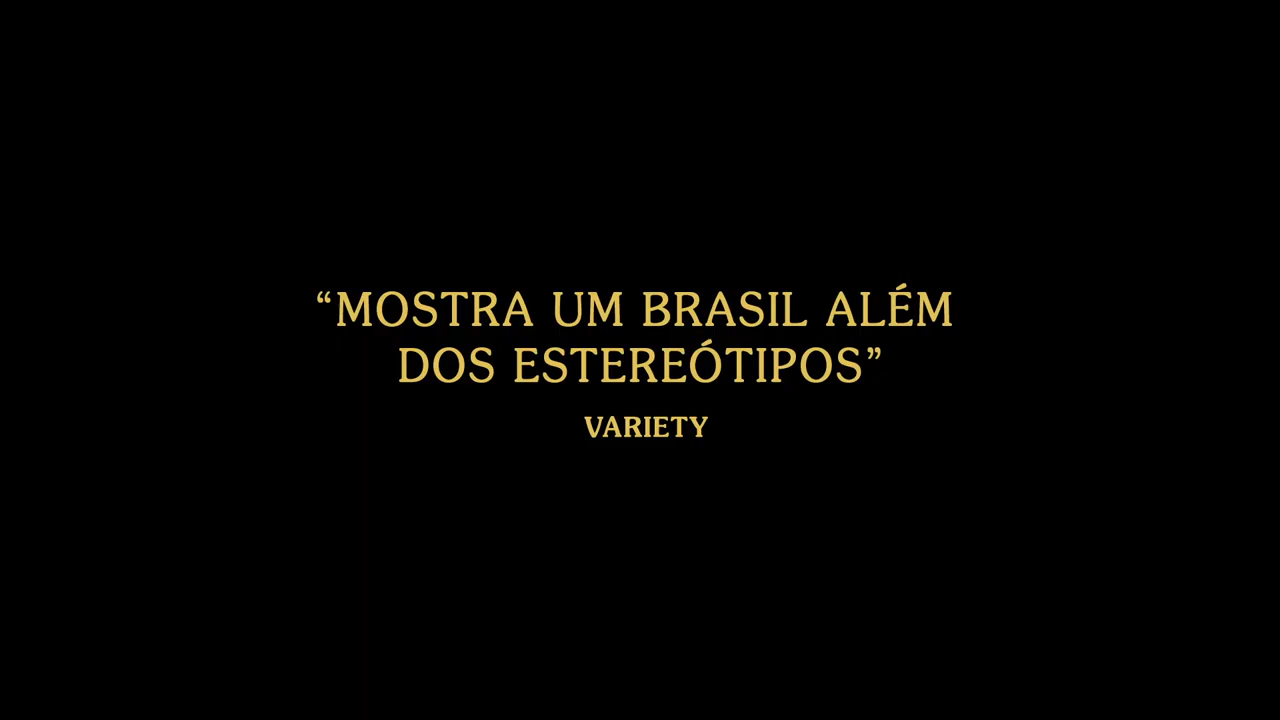 “MOSTRA UM BRASIL ALÉM
DOS ESTEREÓTIPOS”
VARIETY